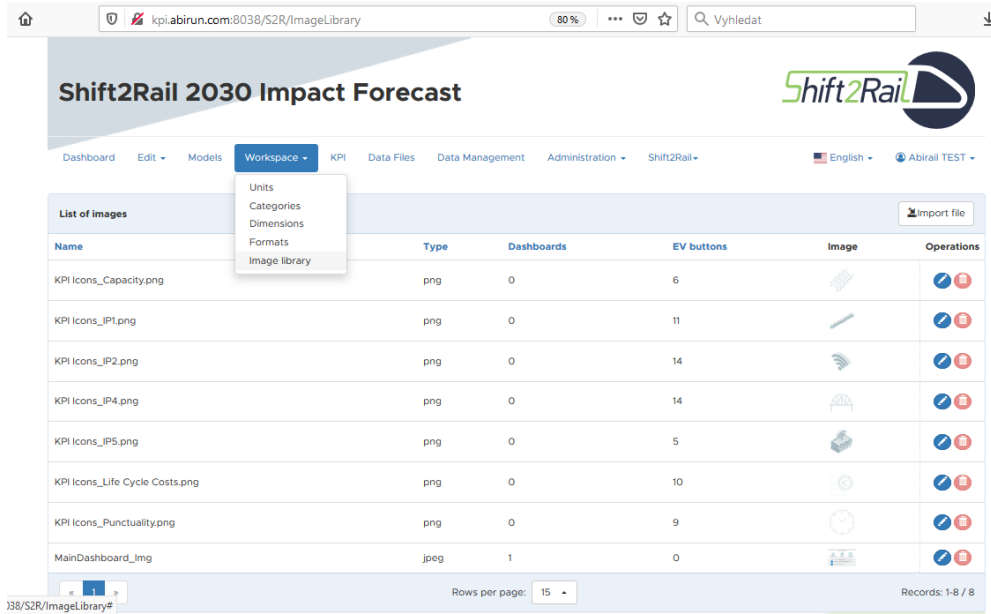 kpi.abirun.com:8038/S2R/ImageLibrary 80 % Vyhledat
Shift2Rail 2030 Impact Forecast
Shift2Rail
Dashboard Edit Models Workspace KPI Data Files Data Management Administration Shift2Rail English Abirail TEST
Units
Categories
Dimensions
Formats
Image library
List of images Import file
Name Type Dashboards EV buttons Image Operations
KPI Icons_Capacity.png png 0 6
KPI Icons_IP1.png png 0 11
KPI Icons_IP2.png png 0 14
KPI Icons_IP4.png png 0 14
KPI Icons_IP5.png png 0 5
KPI Icons_Life Cycle Costs.png png 0 10
KPI Icons_Punctuality.png png 0 9
MainDashboard_Img jpeg 1 0
« 1 » Rows per page: 15 Records: 1-8 / 8
038/S2R/ImageLibrary#